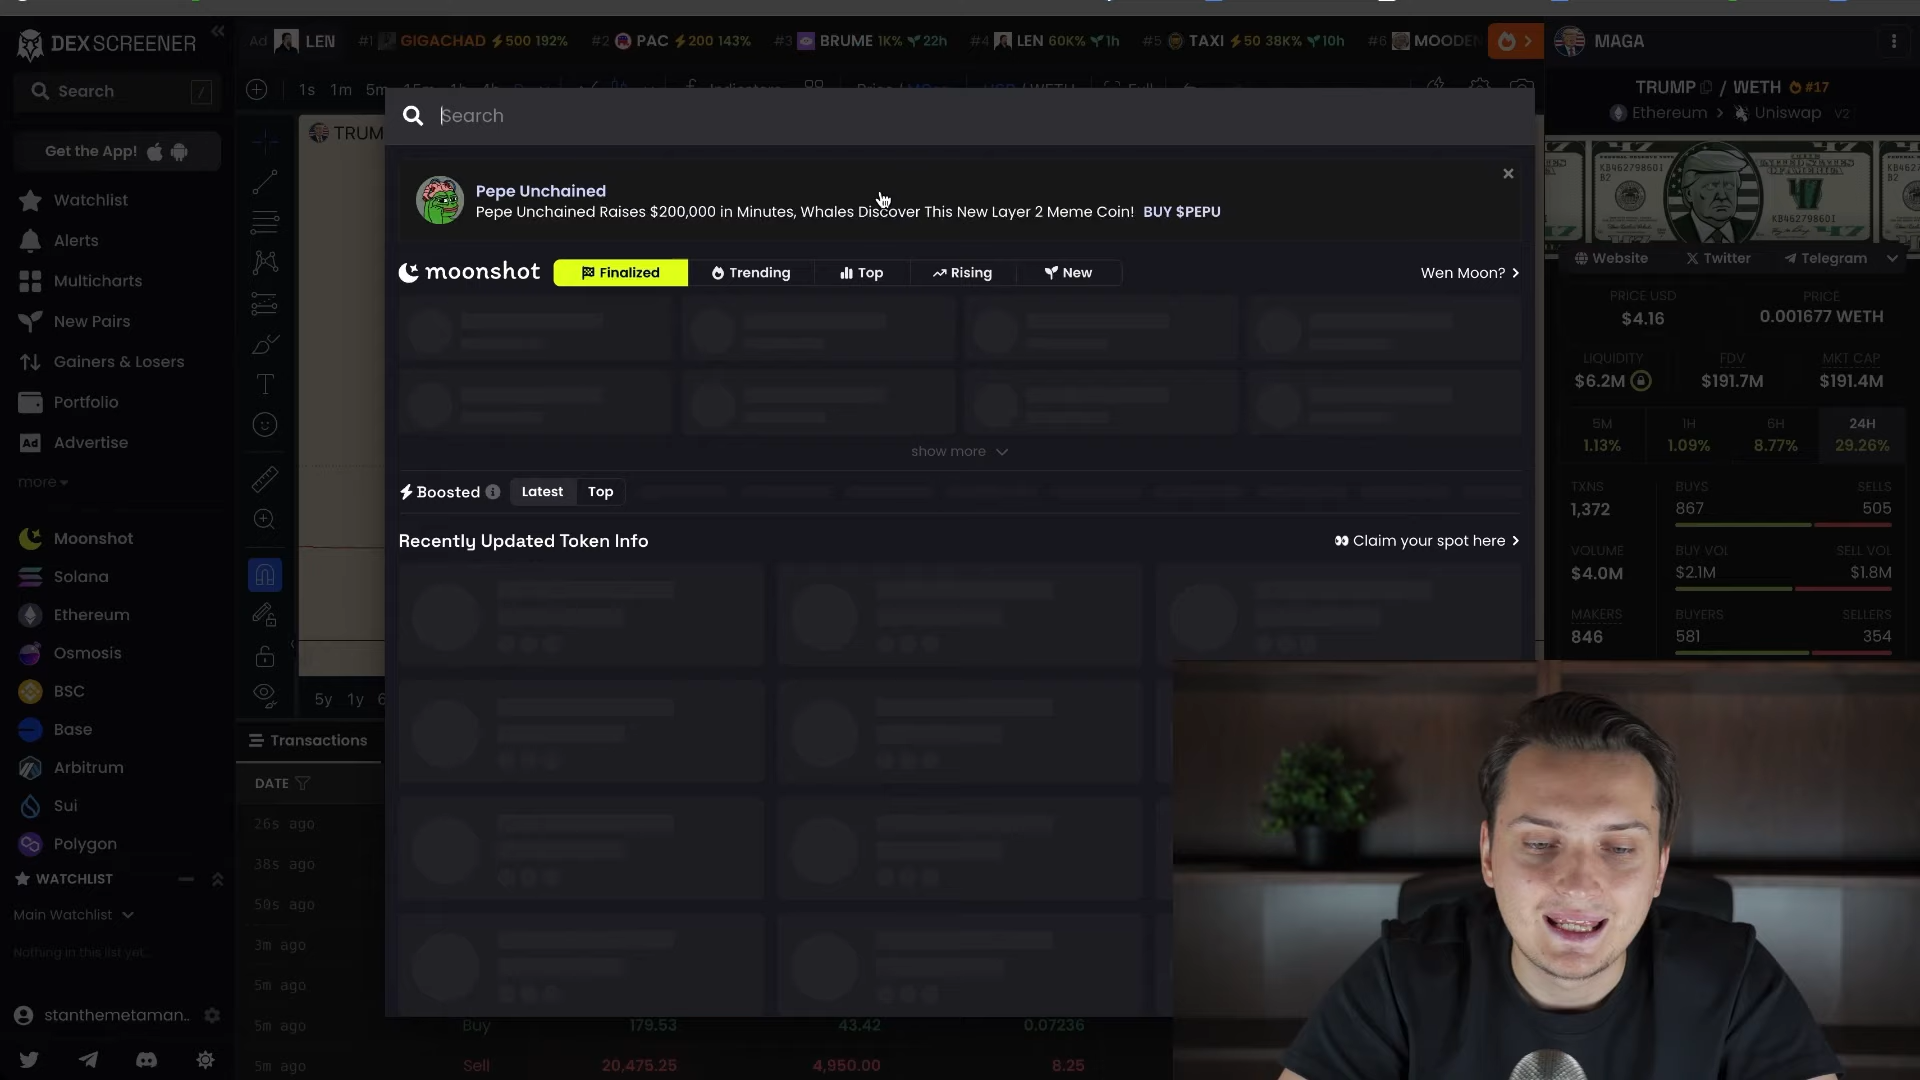 DEX SCREENER
Search
/
Get the App!
Watchlist
Alerts
Multicharts
New Pairs
Gainers & Losers
Portfolio
Ad Advertise
more
Moonshot
Solana
Ethereum
Osmosis
BSC
Base
Arbitrum
Sui
Polygon
WATCHLIST
Main Watchlist
Nothing in this list yet...
stanthemetaman..
Ad LEN #1 GIGACHAD 500 192% #2 PAC 200 143% #3 BRUME 1K% 22h #4 LEN 60K% 1h #5 TAXI 50 38K% 10h #6 MOODEN
1s 1m 5m
TRUM
Search
Pepe Unchained
Pepe Unchained Raises $200,000 in Minutes, Whales Discover This New Layer 2 Meme Coin! BUY $PEPU
moonshot Finalized Trending Top Rising New Wen Moon?
show more
Boosted Latest Top
Recently Updated Token Info Claim your spot here
5y 1y 6
Transactions
DATE
26s ago
38s ago
50s ago
3m ago
5m ago
5m ago Buy 179.53 43.42 0.07236
5m ago Sell 20,475.25 4,950.00 8.25
MAGA
TRUMP / WETH #17
Ethereum > Uniswap V2
Website Twitter Telegram
PRICE USD PRICE
$4.16 0.001677 WETH
LIQUIDITY FDV MKT CAP
$6.2M $191.7M $191.4M
5M 1H 6H 24H
1.13% 1.09% 8.77% 29.26%
TXNS BUYS SELLS
1,372 867 505
VOLUME BUY VOL SELL VOL
$4.0M $2.1M $1.8M
MAKERS BUYERS SELLERS
846 581 354